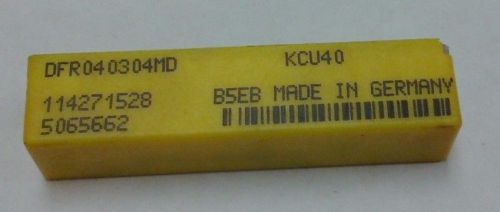 DFR040304MD KCU40
114271528 B5EB MADE IN GERMANY
5065662